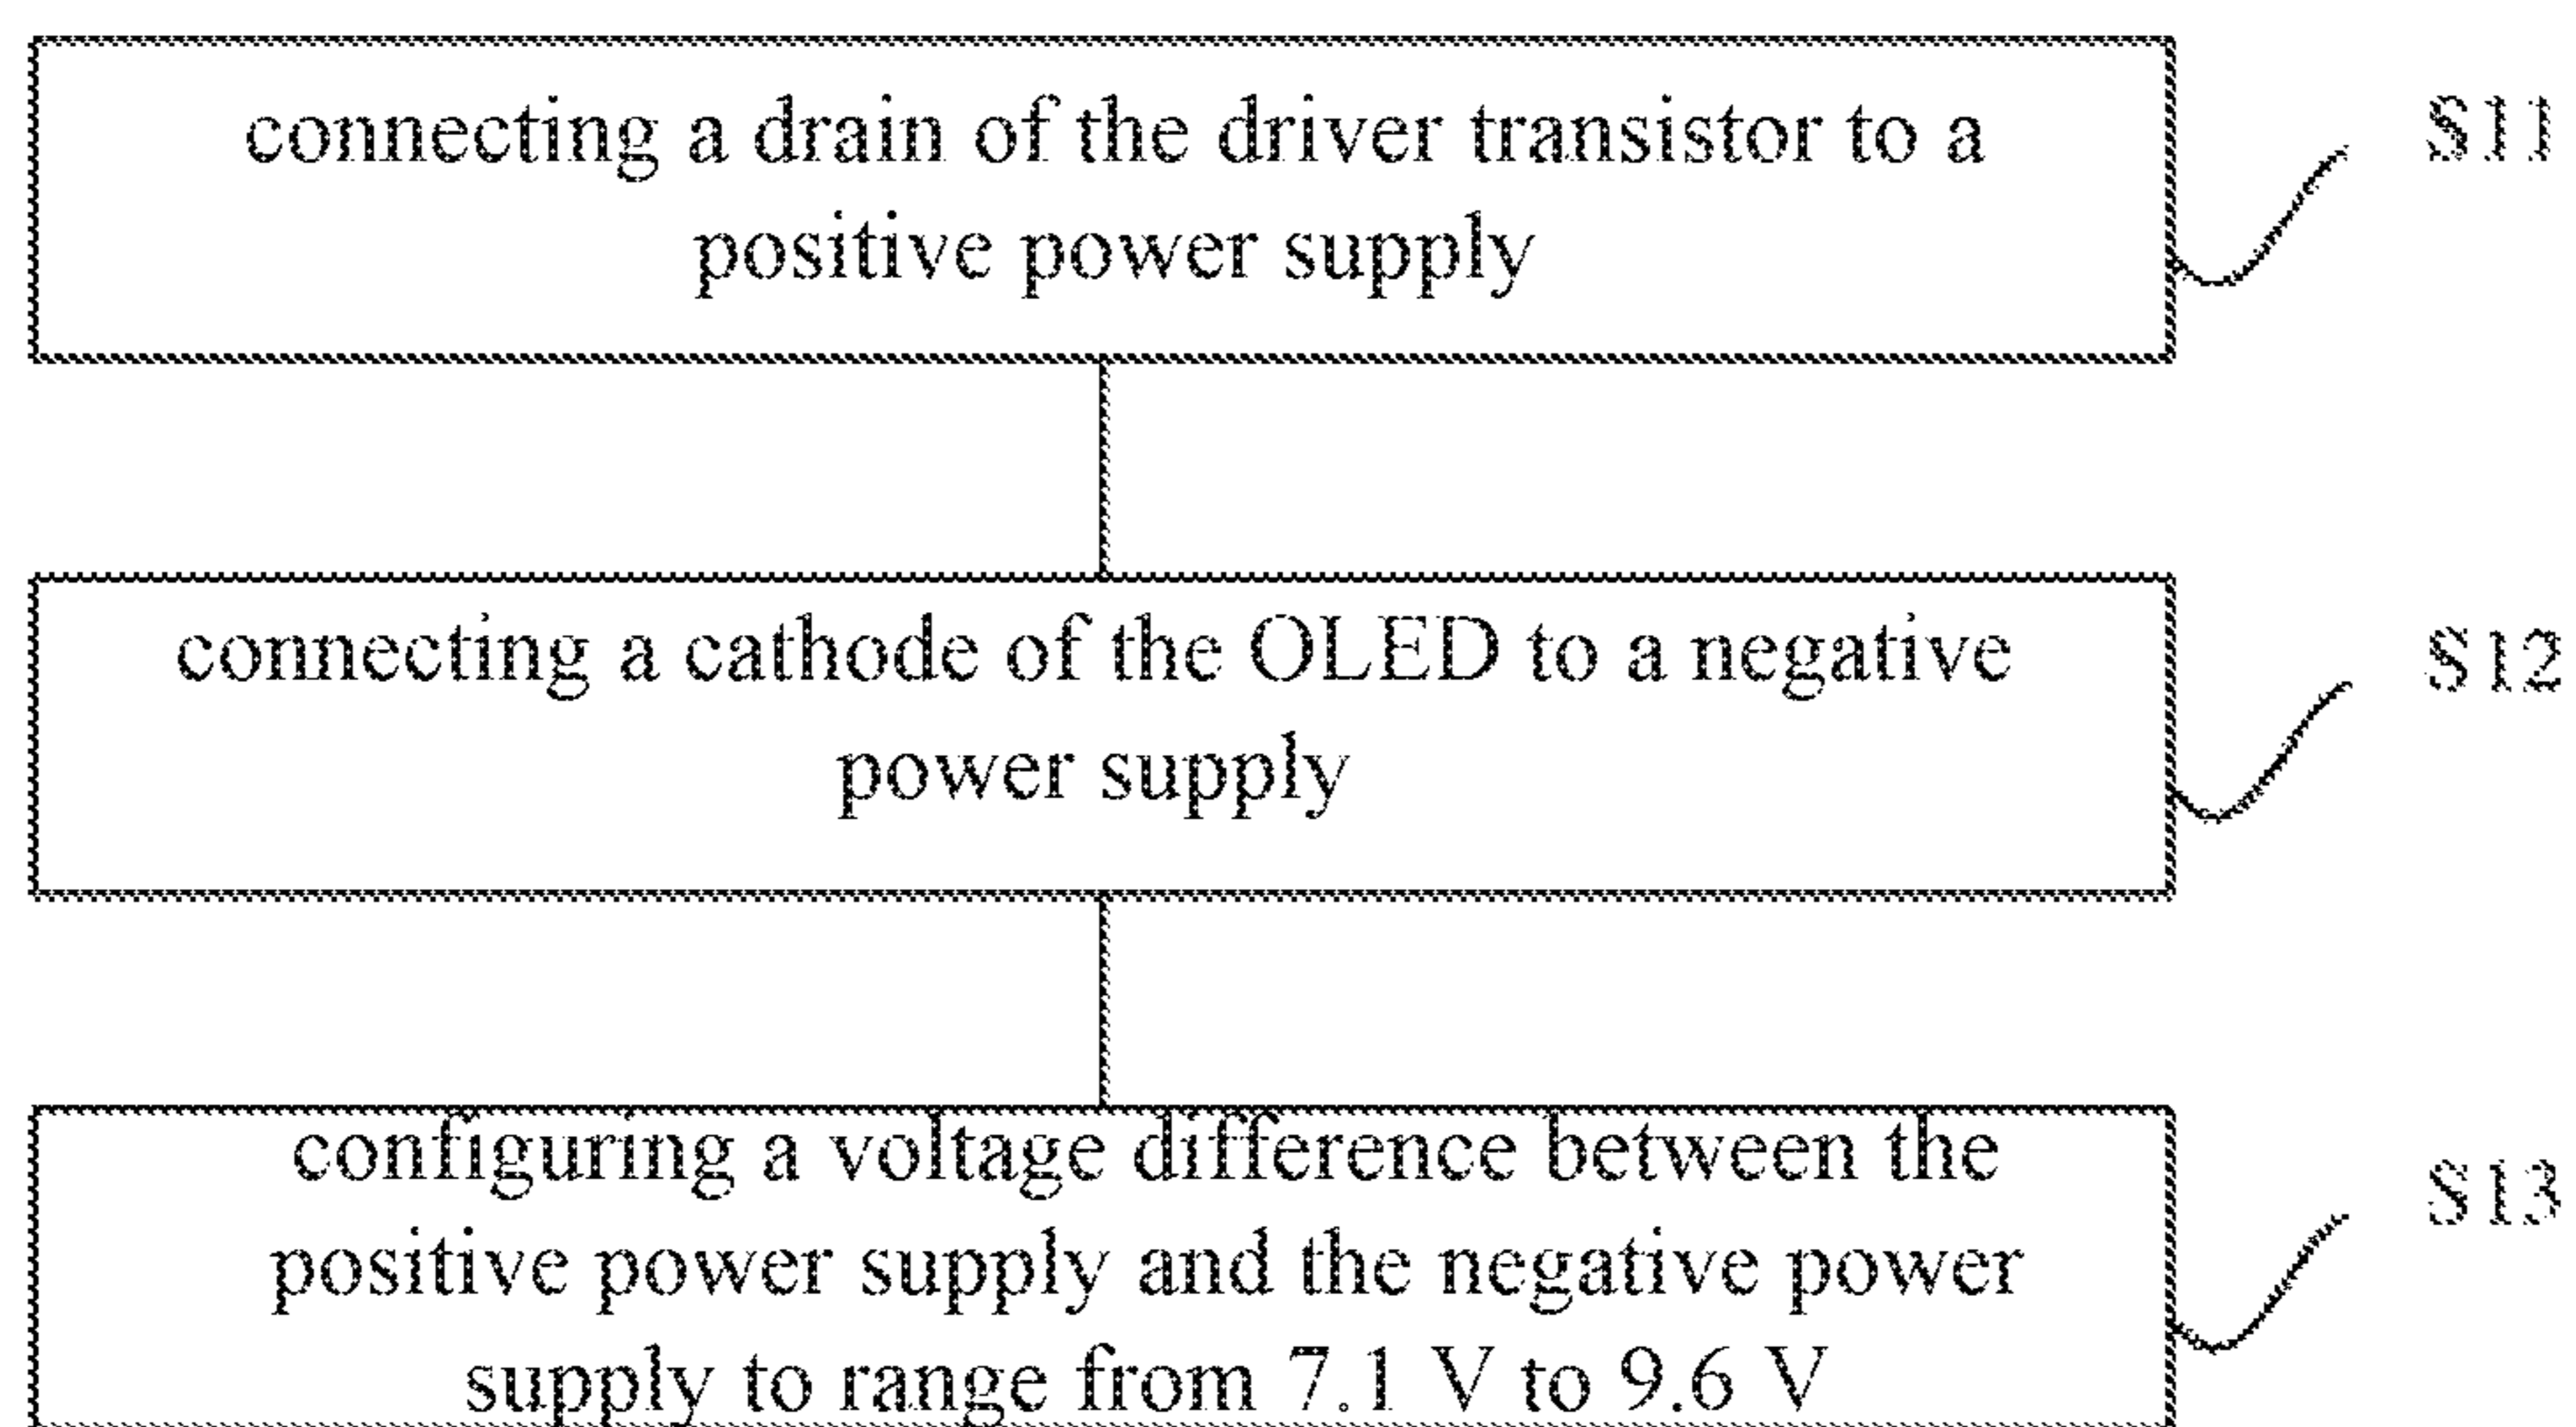 connecting a drain of the driver transistor to a
positive power supply
S11
connecting a cathode of the OLED to a negative
power supply
S12
configuring a voltage difference between the
positive power supply and the negative power
supply to range from 7.1 V to 9.6 V
S13